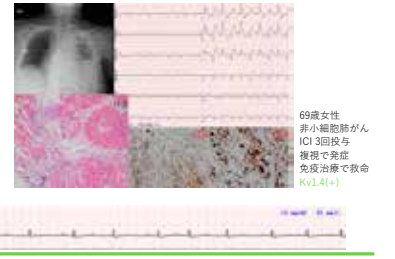 69歳女性
非小細胞肺がん
ICI 3回投与
複視で発症
免疫治療で救命
Kv1.4(+)